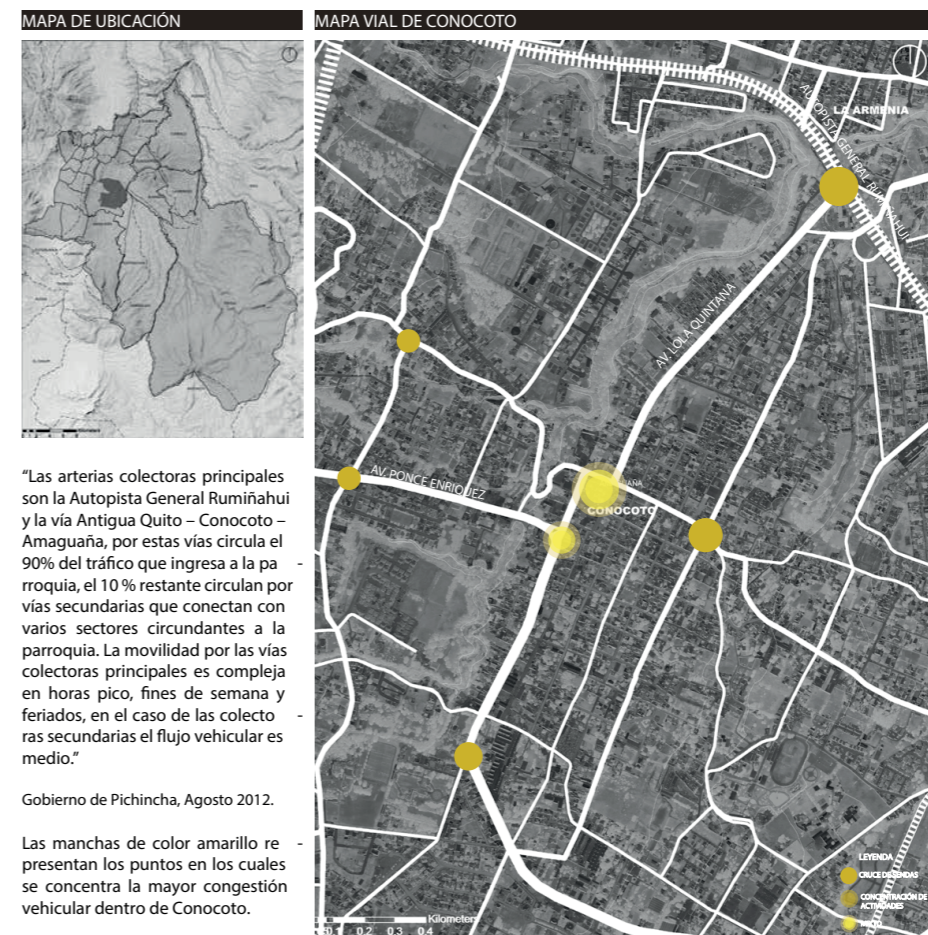 MAPA DE UBICACIÓN
“Las arterias colectoras principales
son la Autopista General Rumiñahui
y la vía Antigua Quito – Conocoto –
Amaguaña, por estas vías circula el
90% del tráfico que ingresa a la pa -
rroquia, el 10 % restante circulan por
vías secundarias que conectan con
varios sectores circundantes a la
parroquia. La movilidad por las vías
colectoras principales es compleja
en horas pico, fines de semana y
feriados, en el caso de las colecto -
ras secundarias el flujo vehicular es
medio.”
Gobierno de Pichincha, Agosto 2012.
Las manchas de color amarillo re -
presentan los puntos en los cuales
se concentra la mayor congestión
vehicular dentro de Conocoto.
MAPA VIAL DE CONOCOTO
LA ARMENIA
AUTOPISTA GENERAL RUMIÑAHUI
AV. LOLA QUINTANA
AV. PONCE ENRIQUEZ
CONOCOTO
LEYENDA
CRUCE DE SENDAS
CONCENTRACIÓN DE
ACTIVIDADES
Kilometer
0.1 0.2 0.3 0.4